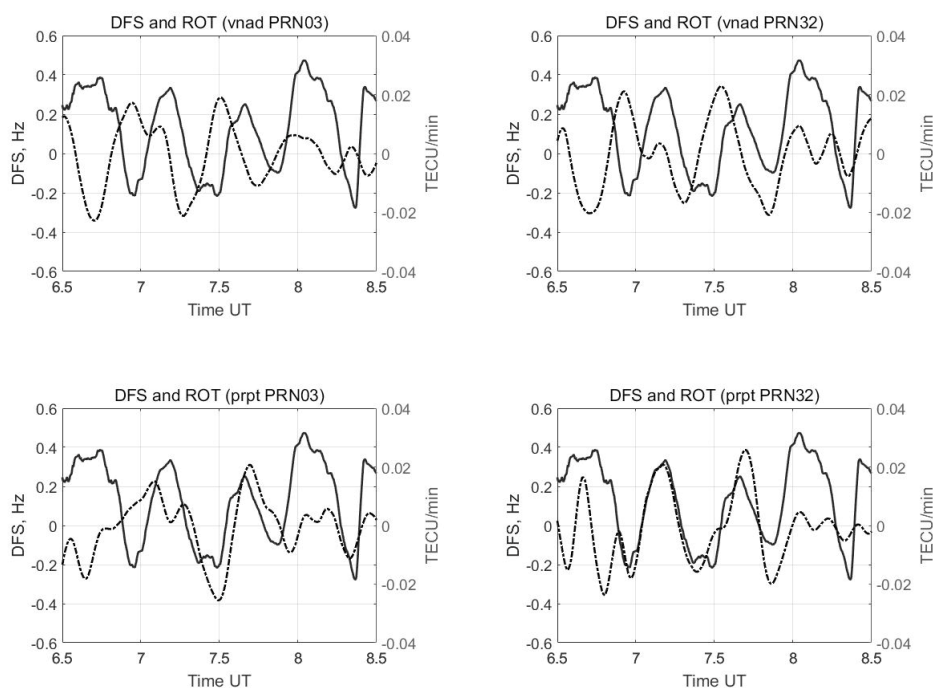 DFS and ROT (vnad PRN03)
0.6
0.4
0.2
0
-0.2
-0.4
-0.6
DFS, Hz
0.04
0.02
0
-0.02
-0.04
TECU/min
6.5 7 7.5 8 8.5
Time UT
DFS and ROT (vnad PRN32)
0.6
0.4
0.2
0
-0.2
-0.4
-0.6
DFS, Hz
0.04
0.02
0
-0.02
-0.04
TECU/min
6.5 7 7.5 8 8.5
Time UT
DFS and ROT (prpt PRN03)
0.6
0.4
0.2
0
-0.2
-0.4
-0.6
DFS, Hz
0.04
0.02
0
-0.02
-0.04
TECU/min
6.5 7 7.5 8 8.5
Time UT
DFS and ROT (prpt PRN32)
0.6
0.4
0.2
0
-0.2
-0.4
-0.6
DFS, Hz
0.04
0.02
0
-0.02
-0.04
TECU/min
6.5 7 7.5 8 8.5
Time UT